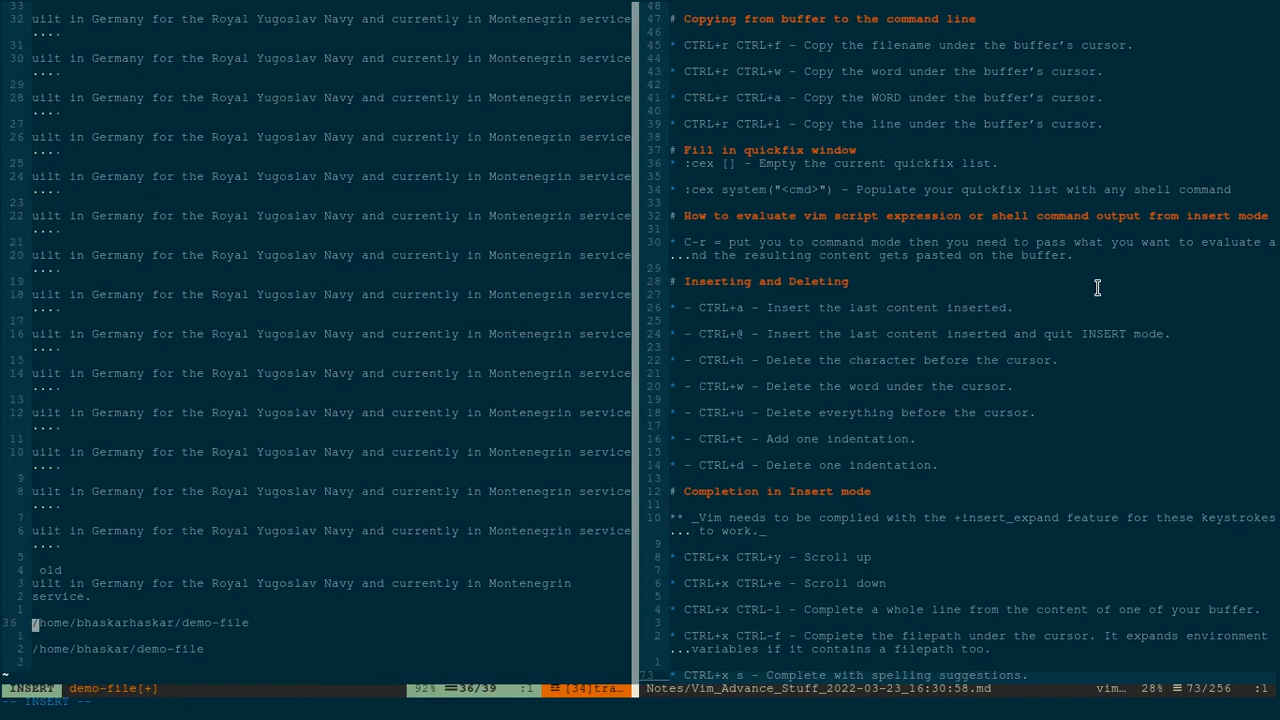 33
32 uilt in Germany for the Royal Yugoslav Navy and currently in Montenegrin service
....
31
30 uilt in Germany for the Royal Yugoslav Navy and currently in Montenegrin service
....
29
28 uilt in Germany for the Royal Yugoslav Navy and currently in Montenegrin service
....
27
26 uilt in Germany for the Royal Yugoslav Navy and currently in Montenegrin service
....
25
24 uilt in Germany for the Royal Yugoslav Navy and currently in Montenegrin service
....
23
22 uilt in Germany for the Royal Yugoslav Navy and currently in Montenegrin service
....
21
20 uilt in Germany for the Royal Yugoslav Navy and currently in Montenegrin service
....
19
18 uilt in Germany for the Royal Yugoslav Navy and currently in Montenegrin service
....
17
16 uilt in Germany for the Royal Yugoslav Navy and currently in Montenegrin service
....
15
14 uilt in Germany for the Royal Yugoslav Navy and currently in Montenegrin service
....
13
12 uilt in Germany for the Royal Yugoslav Navy and currently in Montenegrin service
....
11
10 uilt in Germany for the Royal Yugoslav Navy and currently in Montenegrin service
....
9
8 uilt in Germany for the Royal Yugoslav Navy and currently in Montenegrin service
....
7
6 uilt in Germany for the Royal Yugoslav Navy and currently in Montenegrin service
....
5
4 old
3 uilt in Germany for the Royal Yugoslav Navy and currently in Montenegrin
2 service.
1
36 /home/bhaskarhaskar/demo-file
1
2 /home/bhaskar/demo-file
3
~
INSERT demo-file[+] 92% ☰36/39 :1 ☲ [34]tra…
-- INSERT --
48
47 # Copying from buffer to the command line
46
45 * CTRL+r CTRL+f - Copy the filename under the buffer’s cursor.
44
43 * CTRL+r CTRL+w - Copy the word under the buffer’s cursor.
42
41 * CTRL+r CTRL+a - Copy the WORD under the buffer’s cursor.
40
39 * CTRL+r CTRL+l - Copy the line under the buffer’s cursor.
38
37 # Fill in quickfix window
36 * :cex [] - Empty the current quickfix list.
35
34 * :cex system("<cmd>") - Populate your quickfix list with any shell command
33
32 # How to evaluate vim script expression or shell command output from insert mode
31
30 * C-r = put you to command mode then you need to pass what you want to evaluate a
...nd the resulting content gets pasted on the buffer.
29
28 # Inserting and Deleting
27
26 * - CTRL+a - Insert the last content inserted.
25
24 * - CTRL+@ - Insert the last content inserted and quit INSERT mode.
23
22 * - CTRL+h - Delete the character before the cursor.
21
20 * - CTRL+w - Delete the word under the cursor.
19
18 * - CTRL+u - Delete everything before the cursor.
17
16 * - CTRL+t - Add one indentation.
15
14 * - CTRL+d - Delete one indentation.
13
12 # Completion in Insert mode
11
10 ** _Vim needs to be compiled with the +insert_expand feature for these keystrokes
... to work._
9
8 * CTRL+x CTRL+y - Scroll up
7
6 * CTRL+x CTRL+e - Scroll down
5
4 * CTRL+x CTRL-l - Complete a whole line from the content of one of your buffer.
3
2 * CTRL+x CTRL-f - Complete the filepath under the cursor. It expands environment
...variables if it contains a filepath too.
1
73 * CTRL+x s - Complete with spelling suggestions.
Notes/Vim_Advance_Stuff_2022-03-23_16:30:58.md vim… 28% ☰ 73/256 :1